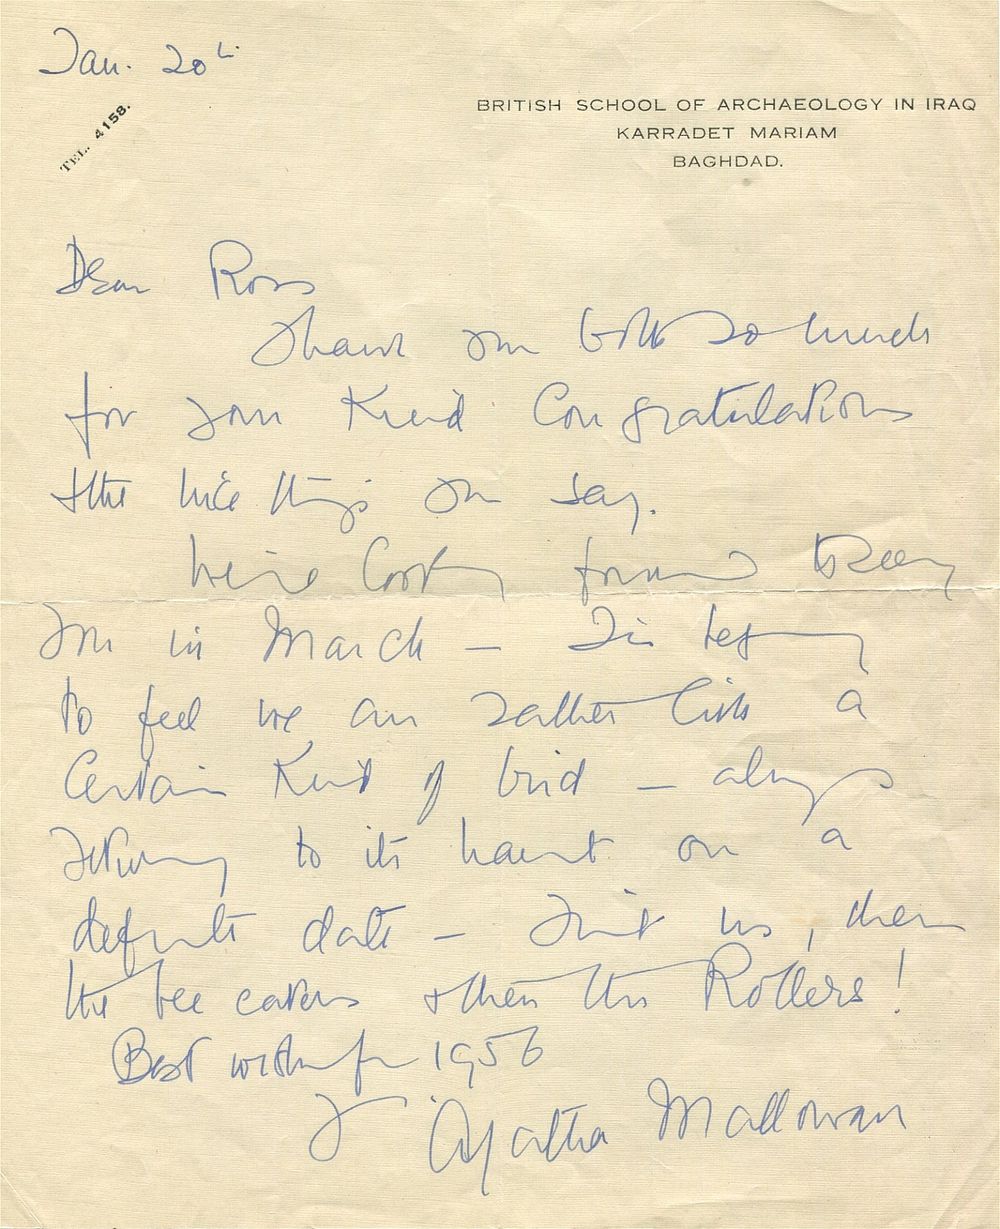 Jan. 20th
TEL. 4158.
BRITISH SCHOOL OF ARCHAEOLOGY IN IRAQ
KARRADET MARIAM
BAGHDAD.
Dear Ross
Thank you both so much
for your kind Congratulations
& the nice things you say.
We're looking forward to seeing
you in March – I'm
to feel we are rather like a
Certain Kind of bird – always
returning to its haunt on a
definite date – First us, then
the bee eaters & then the Rollers!
Best wishes for 1956
Agatha Mallowan